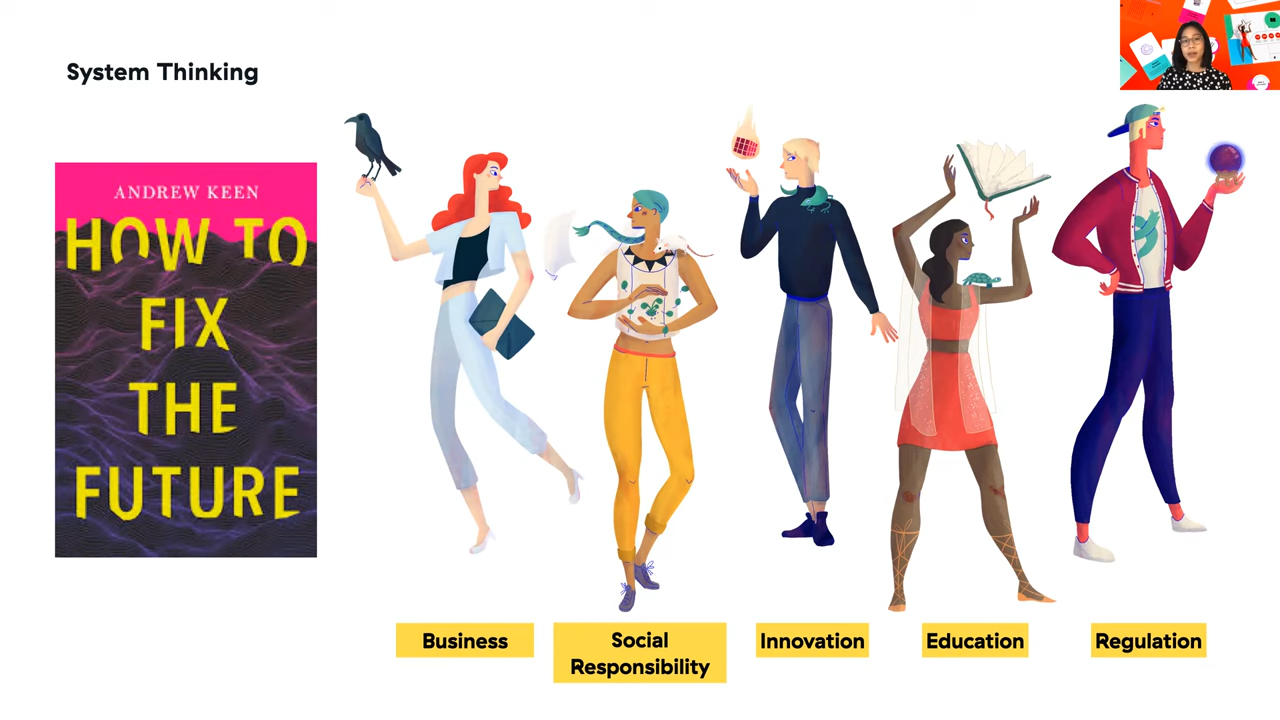 System Thinking
ANDREW KEEN
HOW TO
FIX
THE
FUTURE
Business
Social
Responsibility
Innovation
Education
Regulation